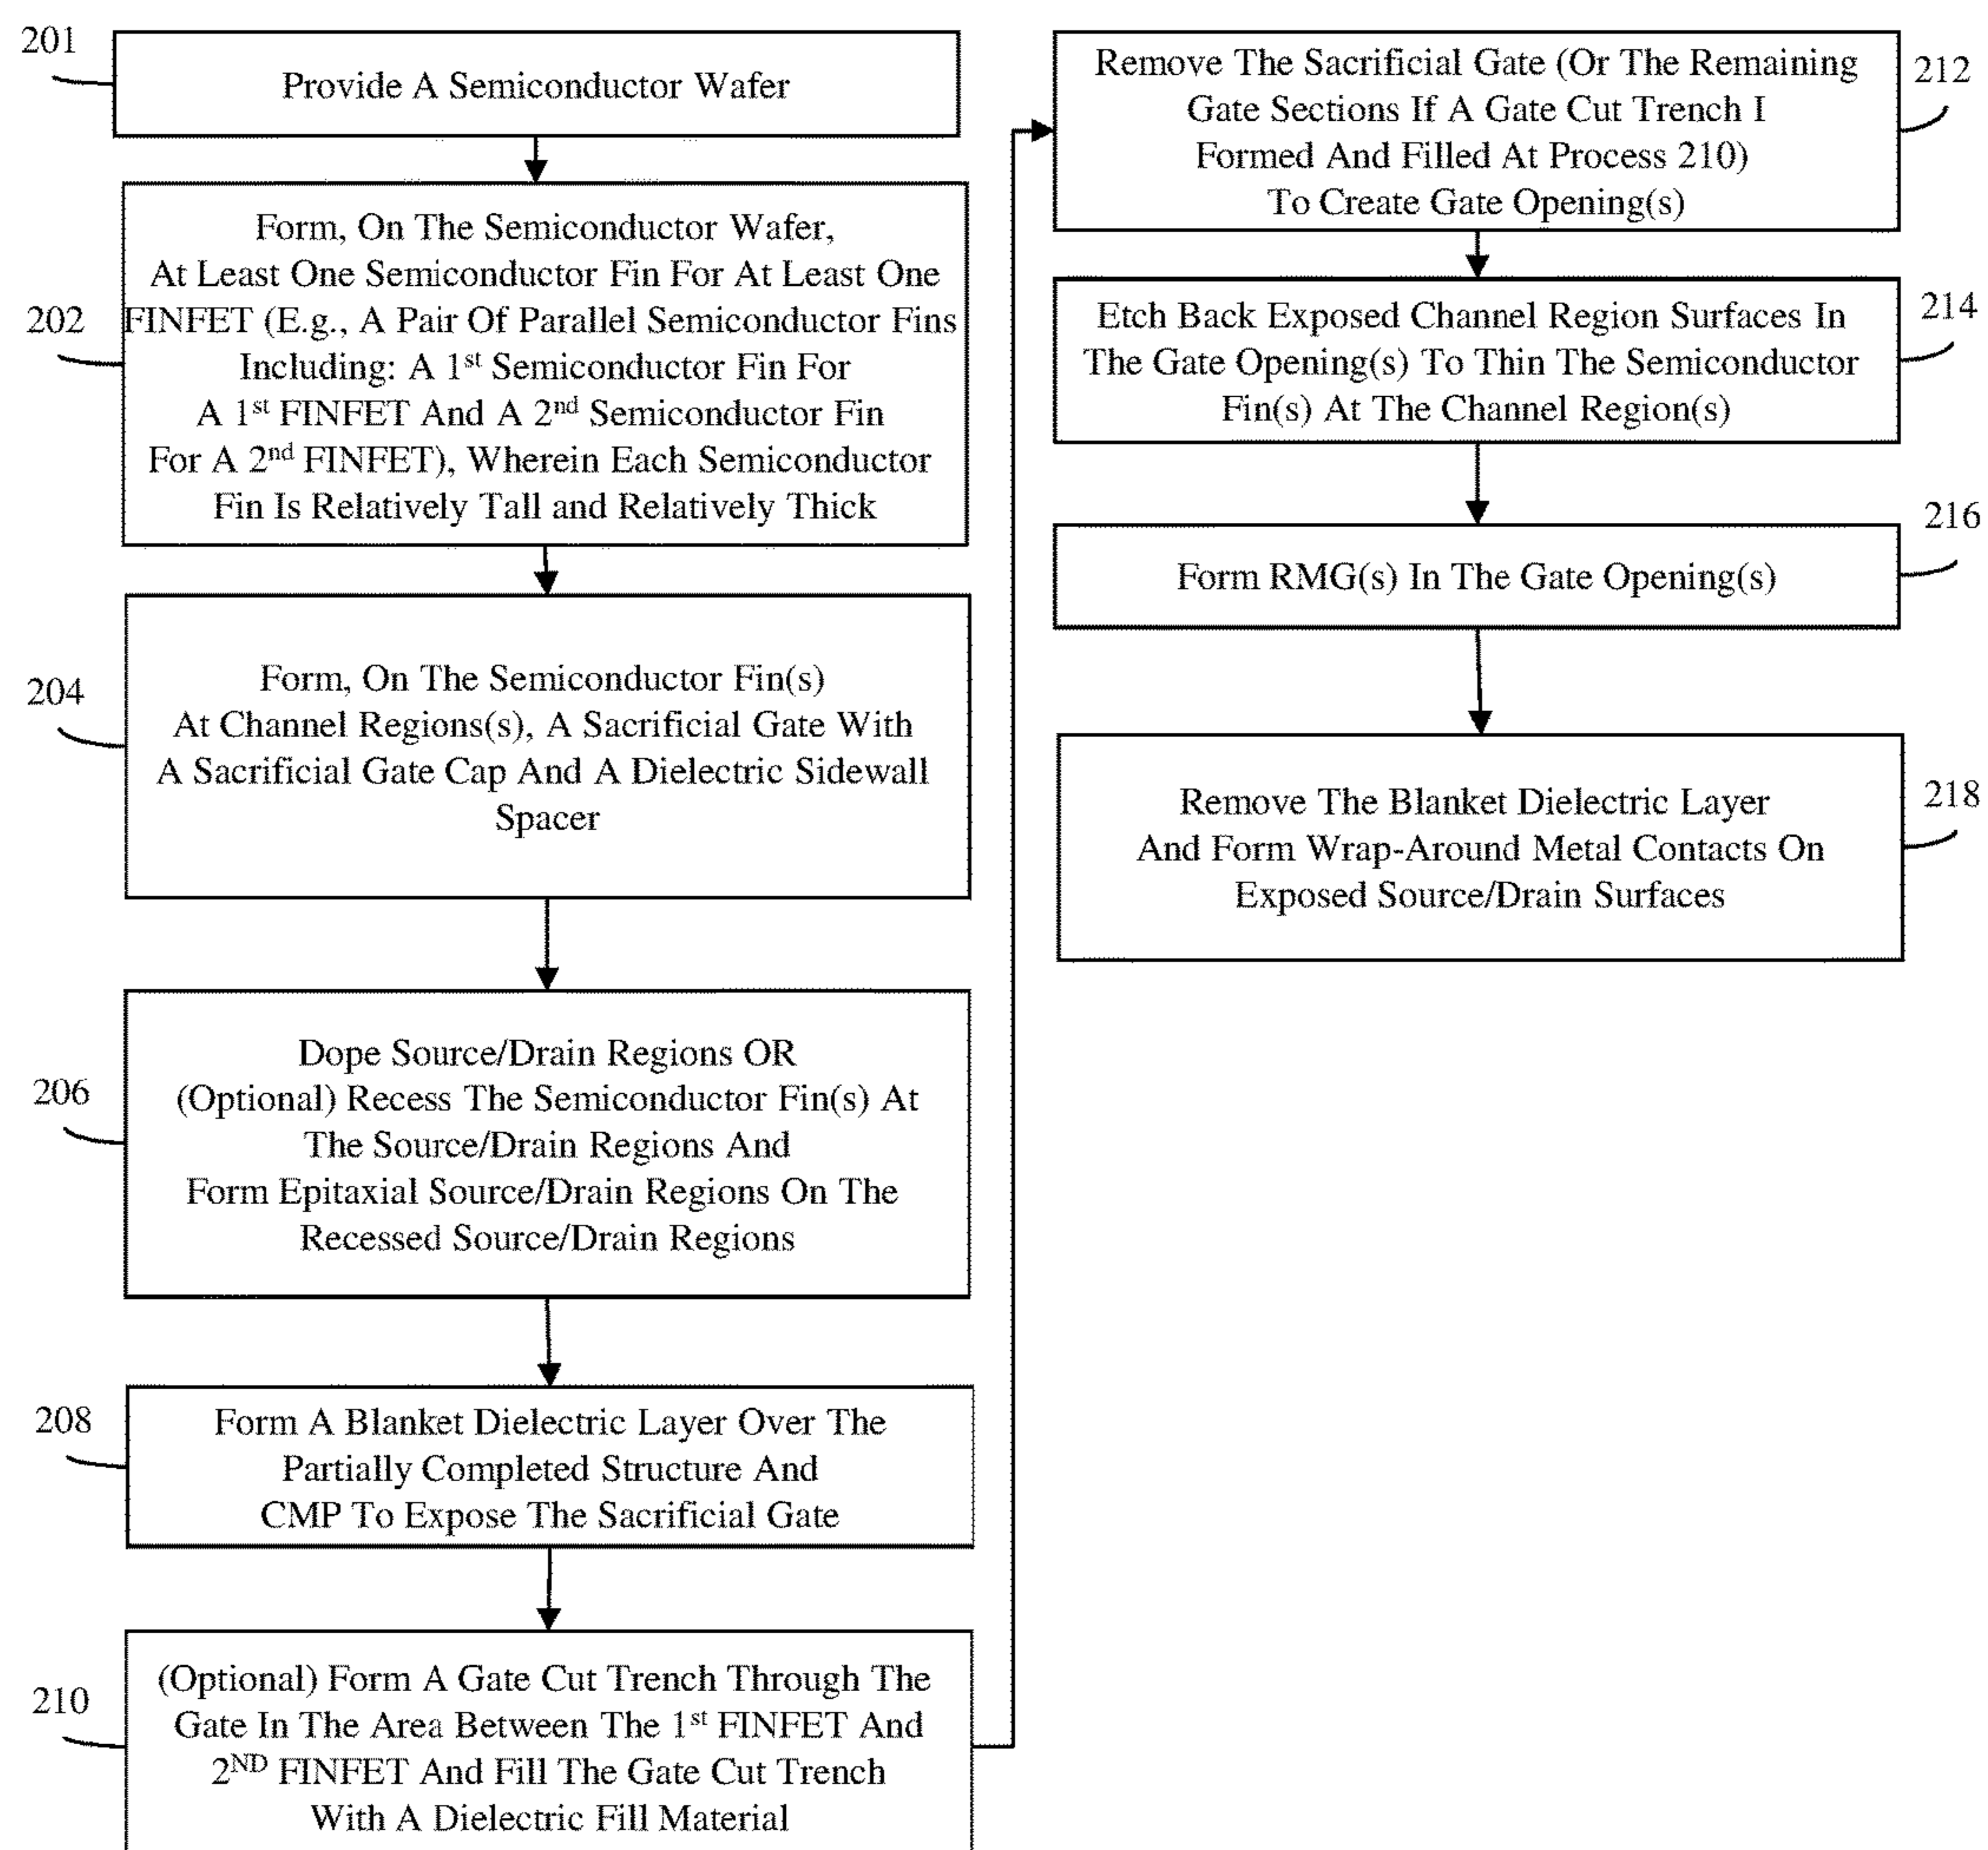 201
Provide A Semiconductor Wafer
202
Form, On The Semiconductor Wafer,
At Least One Semiconductor Fin For At Least One
FINFET (E.g., A Pair Of Parallel Semiconductor Fins
Including: A 1st Semiconductor Fin For
A 1st FINFET And A 2nd Semiconductor Fin
For A 2nd FINFET), Wherein Each Semiconductor
Fin Is Relatively Tall and Relatively Thick
204
Form, On The Semiconductor Fin(s)
At Channel Regions(s), A Sacrificial Gate With
A Sacrificial Gate Cap And A Dielectric Sidewall
Spacer
206
Dope Source/Drain Regions OR
(Optional) Recess The Semiconductor Fin(s) At
The Source/Drain Regions And
Form Epitaxial Source/Drain Regions On The
Recessed Source/Drain Regions
208
Form A Blanket Dielectric Layer Over The
Partially Completed Structure And
CMP To Expose The Sacrificial Gate
210
(Optional) Form A Gate Cut Trench Through The
Gate In The Area Between The 1st FINFET And
2ND FINFET And Fill The Gate Cut Trench
With A Dielectric Fill Material
212
Remove The Sacrificial Gate (Or The Remaining
Gate Sections If A Gate Cut Trench I
Formed And Filled At Process 210)
To Create Gate Opening(s)
214
Etch Back Exposed Channel Region Surfaces In
The Gate Opening(s) To Thin The Semiconductor
Fin(s) At The Channel Region(s)
216
Form RMG(s) In The Gate Opening(s)
218
Remove The Blanket Dielectric Layer
And Form Wrap-Around Metal Contacts On
Exposed Source/Drain Surfaces